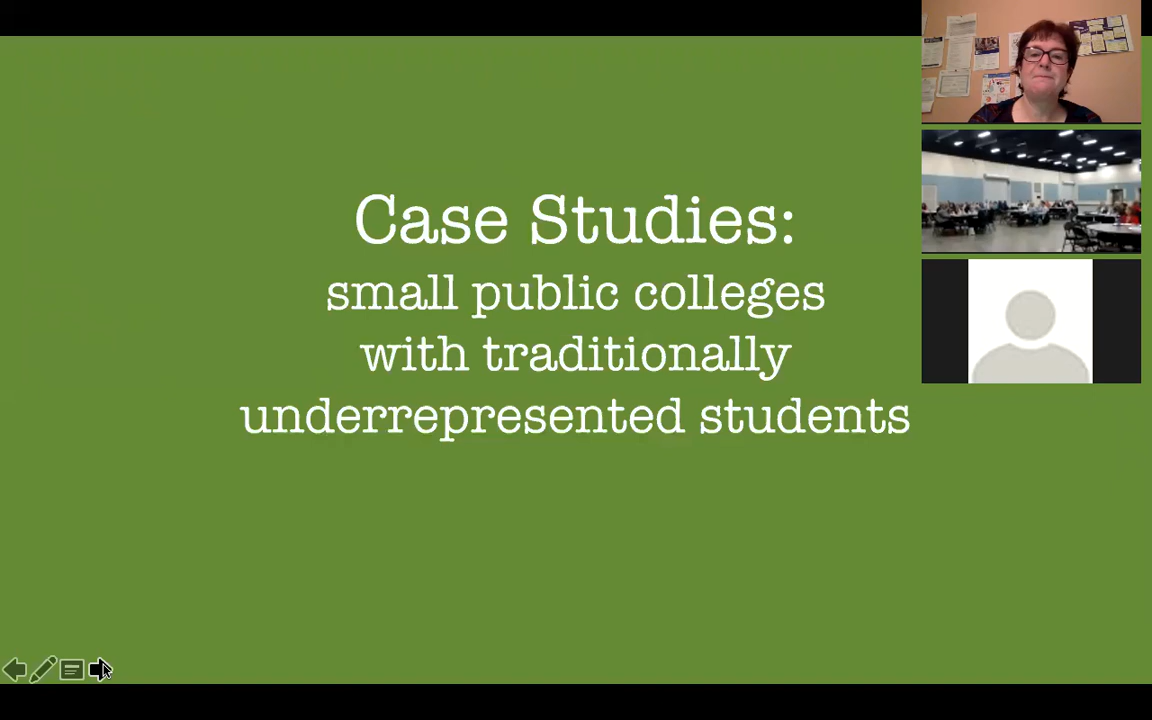 Case Studies:
small public colleges
with traditionally
underrepresented students